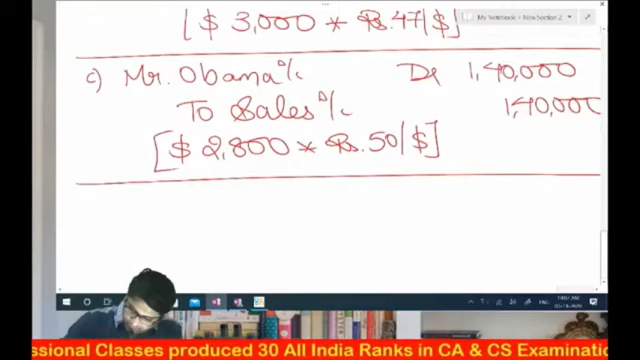 My Notebook > New Section 2
[$ 3,000 * Rs.47/$]
c) Mr. Obama A/c Dr 1,40,000
To Sales A/c 1,40,000
[$ 2,800 * Rs.50/$]
ENG
ssional Classes produced 30 All India Ranks in CA & CS Examinatio